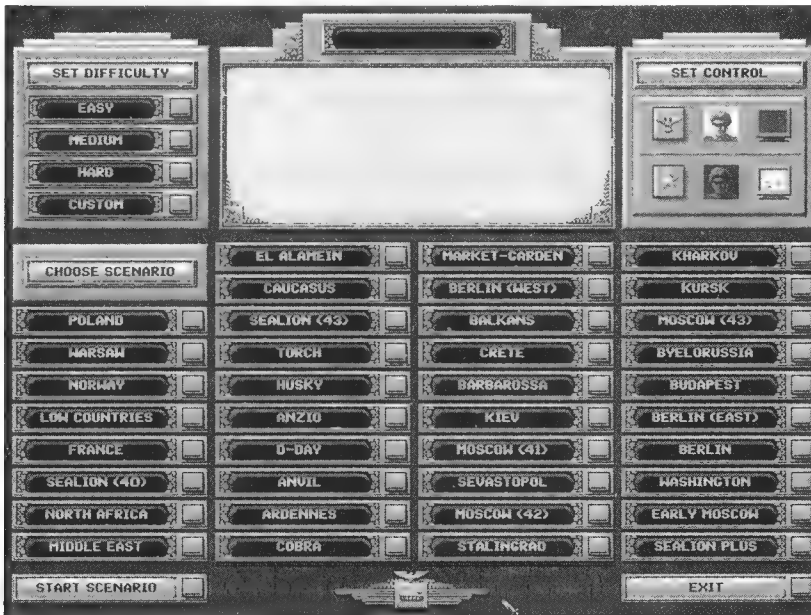 SET DIFFICULTY
EASY
MEDIUM
HARD
CUSTOM
SET CONTROL
CHOOSE SCENARIO
POLAND
WARSAW
NORWAY
LOW COUNTRIES
FRANCE
SEALION (40)
NORTH AFRICA
MIDDLE EAST
EL ALAMEIN
CAUCASUS
SEALION (43)
TORCH
HUSKY
ANZIO
D-DAY
ANVIL
ARDENNES
COBRA
MARKET-GARDEN
BERLIN (WEST)
BALKANS
CRETE
BARBAROSSA
KIEV
MOSCOW (41)
SEVASTOPOL
MOSCOW (42)
STALINGRAD
KHARKOV
KURSK
MOSCOW (43)
BYELORUSSIA
BUDAPEST
BERLIN (EAST)
BERLIN
WASHINGTON
EARLY MOSCOW
SEALION PLUS
START SCENARIO
EXIT